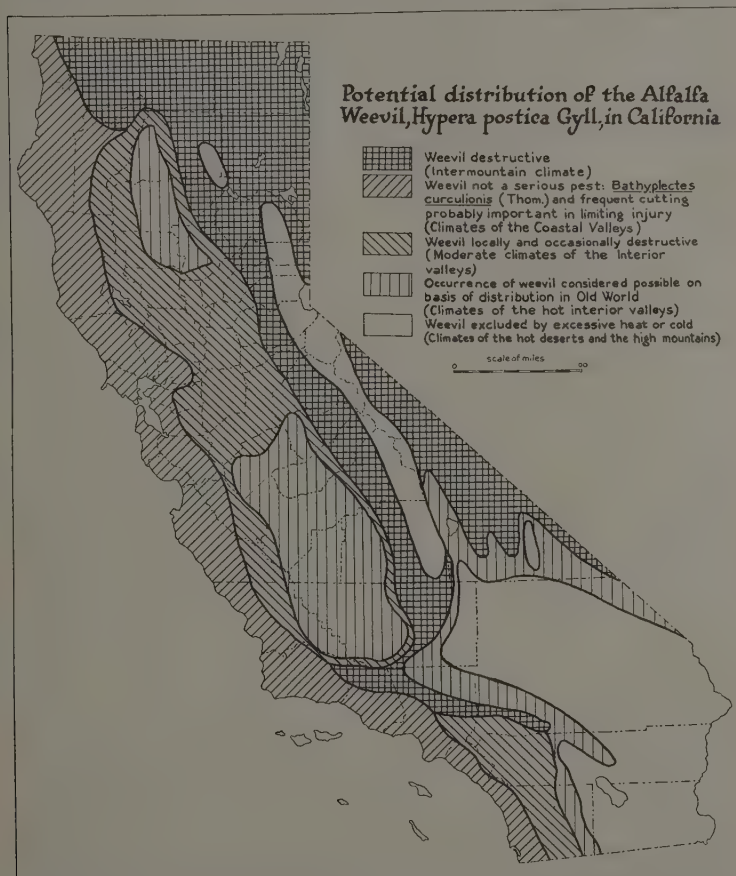 Potential distribution of the Alfalfa
Weevil, Hypera postica Gyll, in California
Weevil destructive
(Intermountain climate)
Weevil not a serious pest: Bathyplectes
curculionis (Thom.) and frequent cutting
probably important in limiting injury
(Climates of the Coastal Valleys)
Weevil locally and occasionally destructive
(Moderate climates of the Interior
valleys)
Occurrence of weevil considered possible on
basis of distribution in Old World
(Climates of the hot interior valleys)
Weevil excluded by excessive heat or cold
(Climates of the hot deserts and the high mountains)
scale of miles
0 00